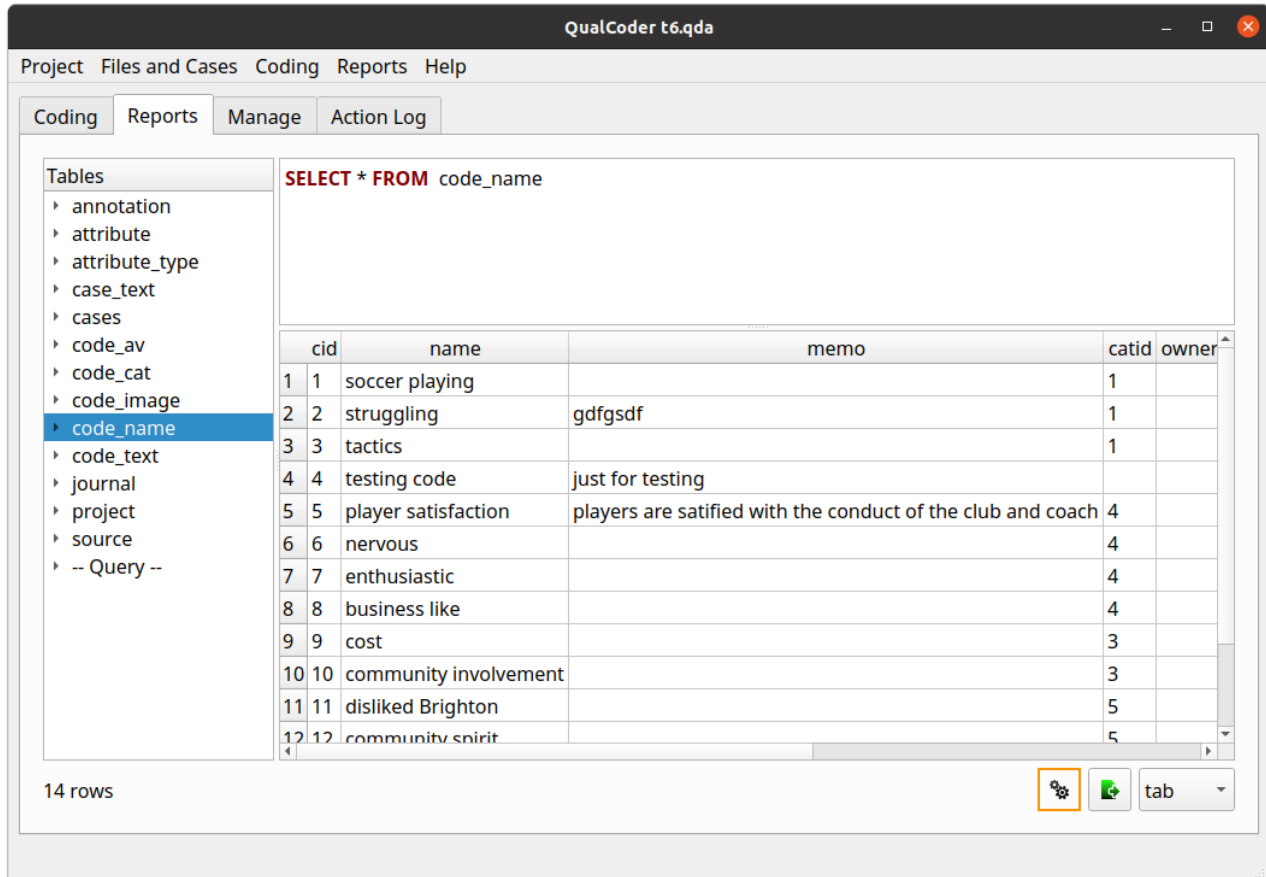 QualCoder t6.qda
Project Files and Cases Coding Reports Help
Coding Reports Manage Action Log
Tables
annotation
attribute
attribute_type
case_text
cases
code_av
code_cat
code_image
code_name
code_text
journal
project
source
-- Query --
SELECT * FROM code_name
cid name memo catid owner
1 1 soccer playing 1
2 2 struggling gdfgsdf 1
3 3 tactics 1
4 4 testing code just for testing
5 5 player satisfaction players are satified with the conduct of the club and coach 4
6 6 nervous 4
7 7 enthusiastic 4
8 8 business like 4
9 9 cost 3
10 10 community involvement 3
11 11 disliked Brighton 5
12 12 community spirit 5
14 rows
tab